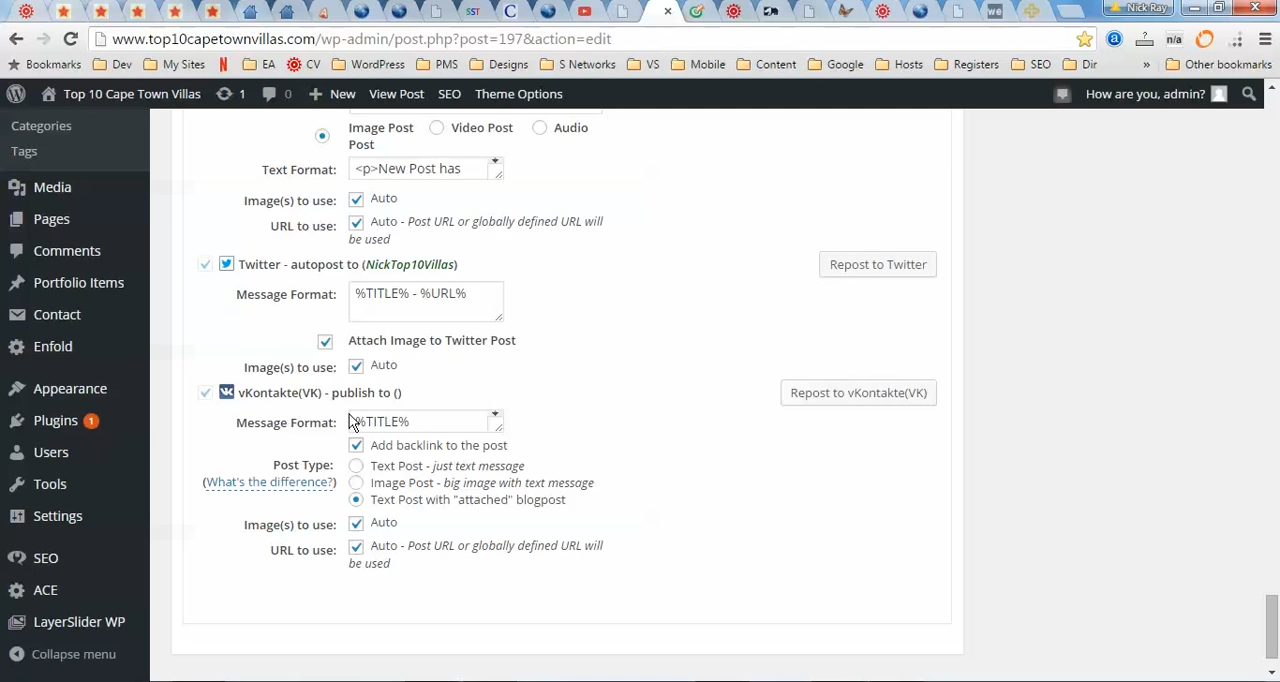 Nick Ray
www.top10capetownvillas.com/wp-admin/post.php?post=197&action=edit
Bookmarks Dev My Sites EA CV WordPress PMS Designs S Networks VS Mobile Content Google Hosts Registers SEO Dir » Other bookmarks
Top 10 Cape Town Villas 1 0 New View Post SEO Theme Options How are you, admin?
Categories
Tags
Media
Pages
Comments
Portfolio Items
Contact
Enfold
Appearance
Plugins 1
Users
Tools
Settings
SEO
ACE
LayerSlider WP
Collapse menu
Image Post Video Post Audio
Post
Text Format: <p>New Post has
Image(s) to use: Auto
URL to use: Auto - Post URL or globally defined URL will
be used
Twitter - autopost to (NickTop10Villas) Repost to Twitter
Message Format: %TITLE% - %URL%
Attach Image to Twitter Post
Image(s) to use: Auto
vKontakte(VK) - publish to () Repost to vKontakte(VK)
Message Format: %TITLE%
Add backlink to the post
Post Type: Text Post - just text message
(What's the difference?) Image Post - big image with text message
Text Post with "attached" blogpost
Image(s) to use: Auto
URL to use: Auto - Post URL or globally defined URL will
be used